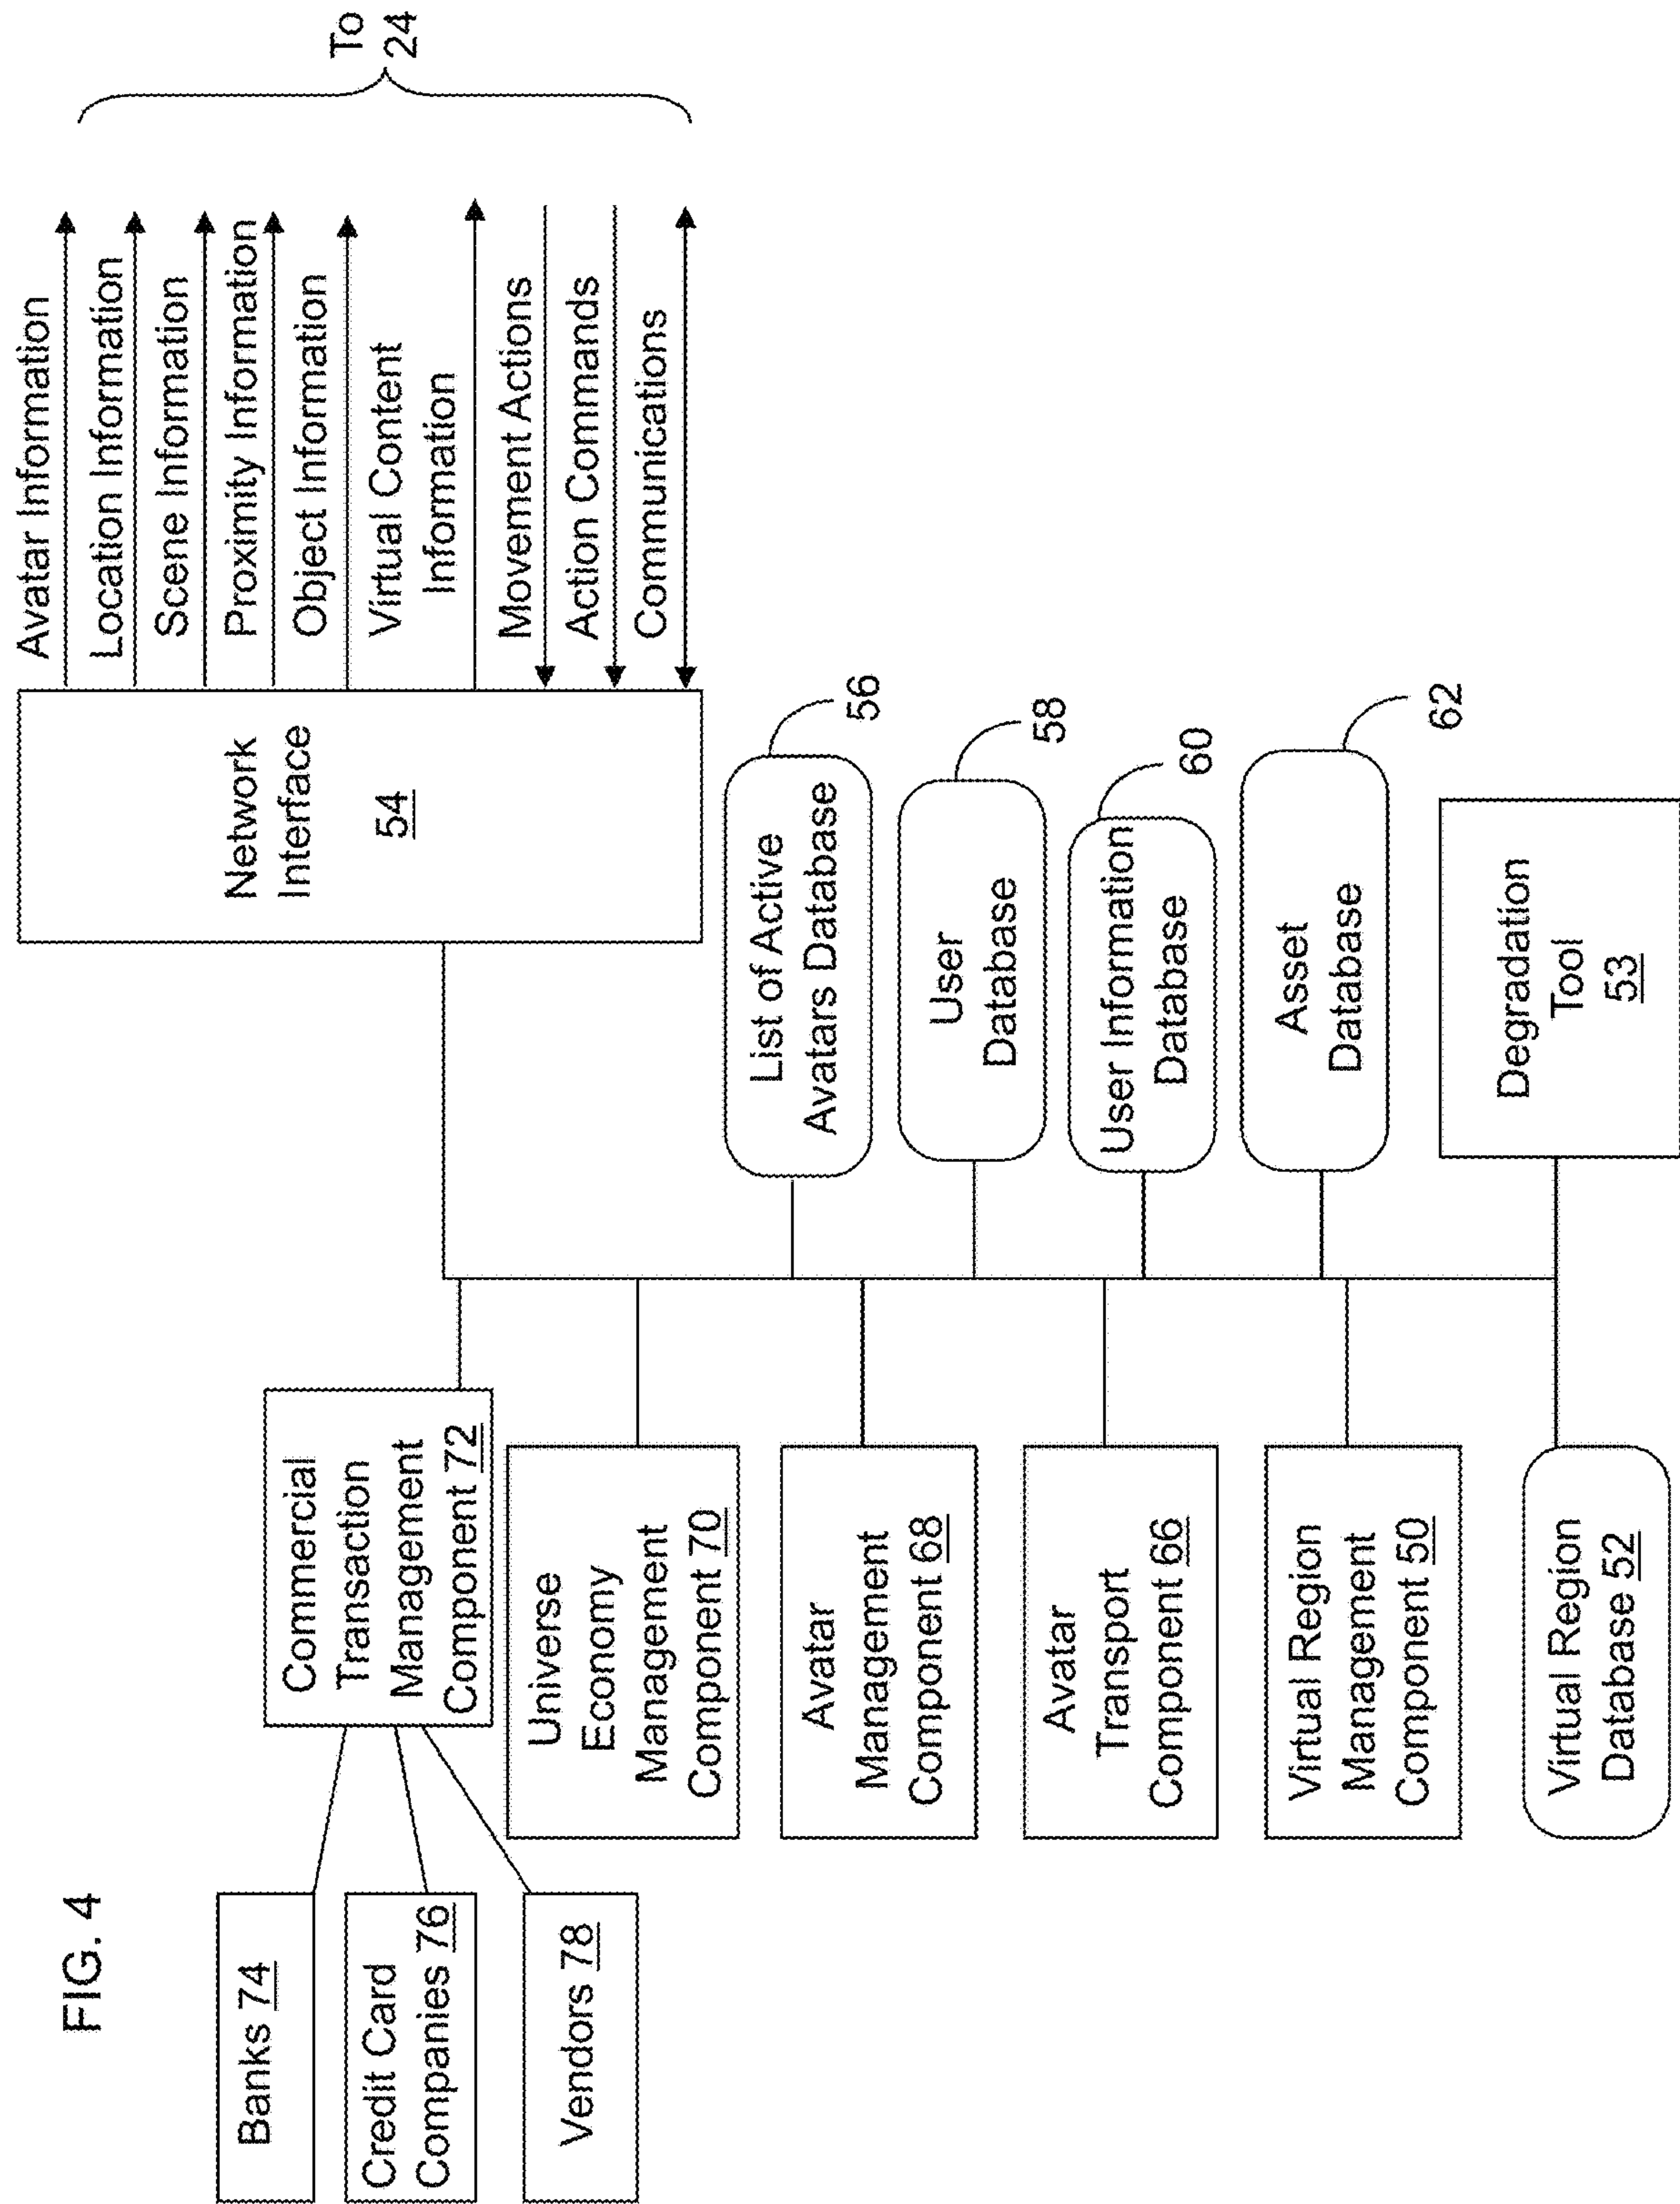 FIG. 4
Banks 74
Credit Card
Companies 76
Vendors 78
Commercial
Transaction
Management
Component 72
Universe
Economy
Management
Component 70
Avatar
Management
Component 68
Avatar
Transport
Component 66
Virtual Region
Management
Component 50
Virtual Region
Database 52
Network
Interface
54
List of Active
Avatars Database
56
User
Database
58
User Information
Database
60
Asset
Database
62
Degradation
Tool
53
Avatar Information
Location Information
Scene Information
Proximity Information
Object Information
Virtual Content
Information
Movement Actions
Action Commands
Communications
To
24